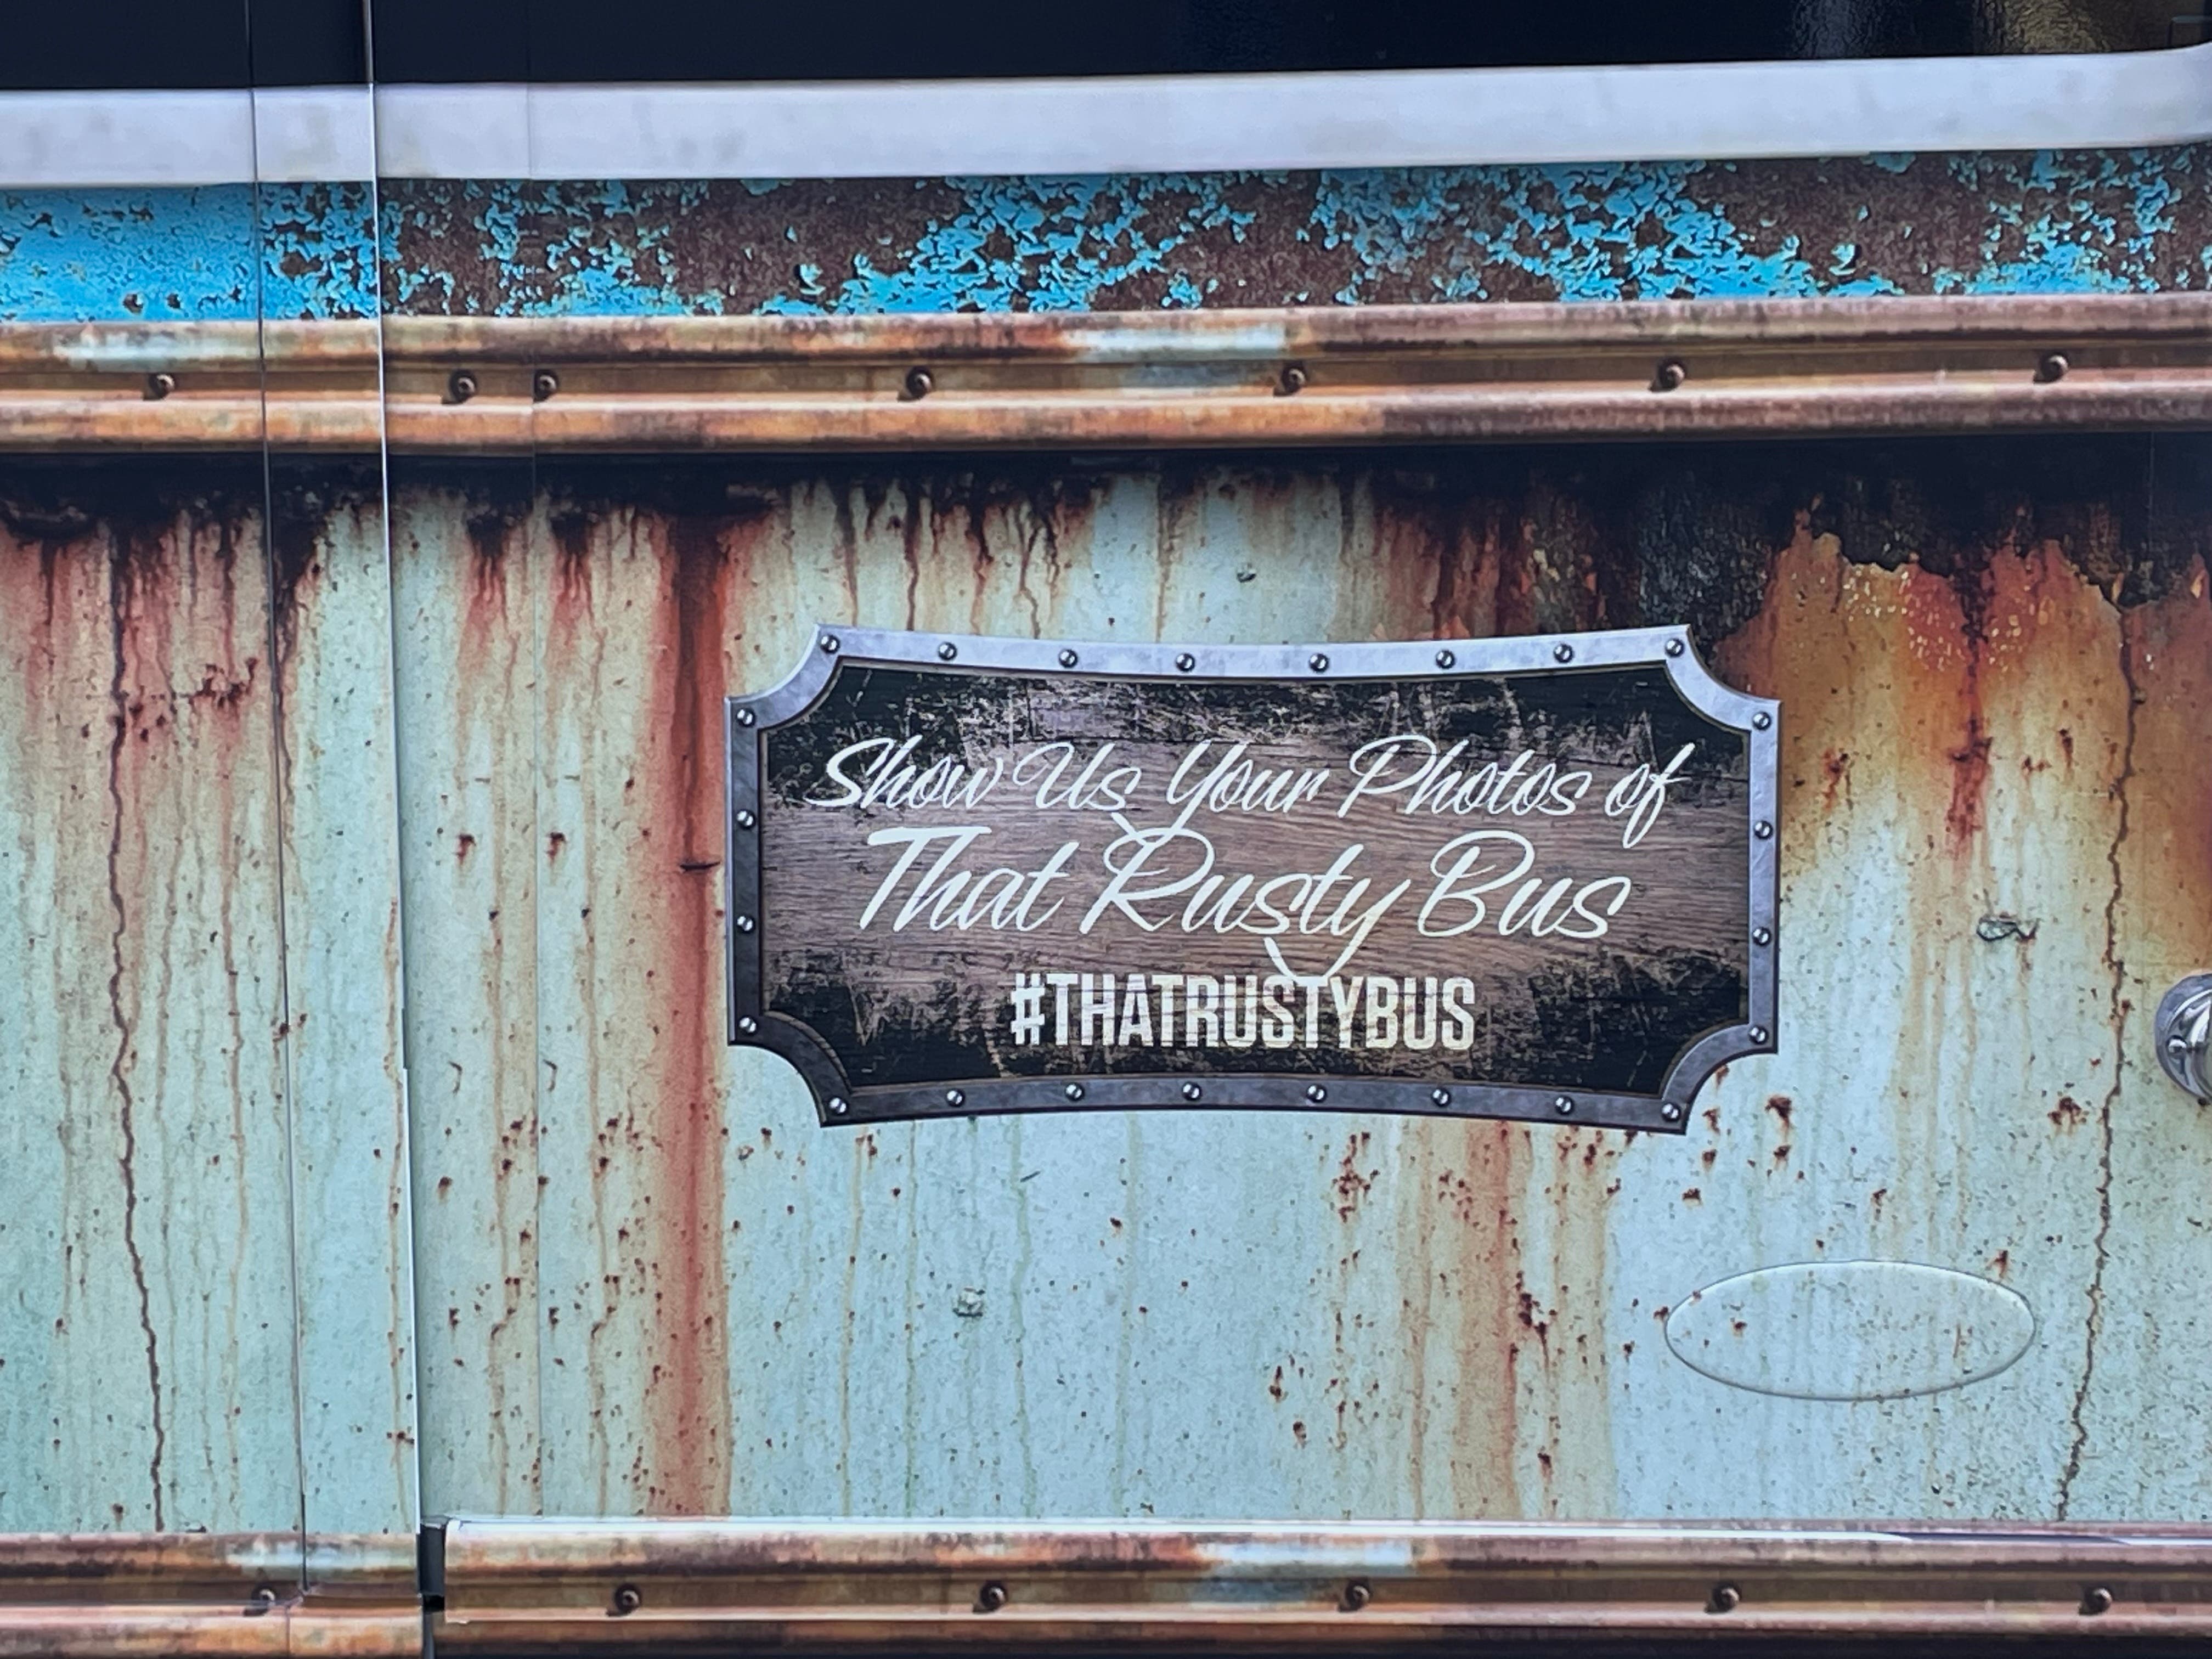 Show Us Your Photos of
That Rusty Bus
#THATRUSTYBUS